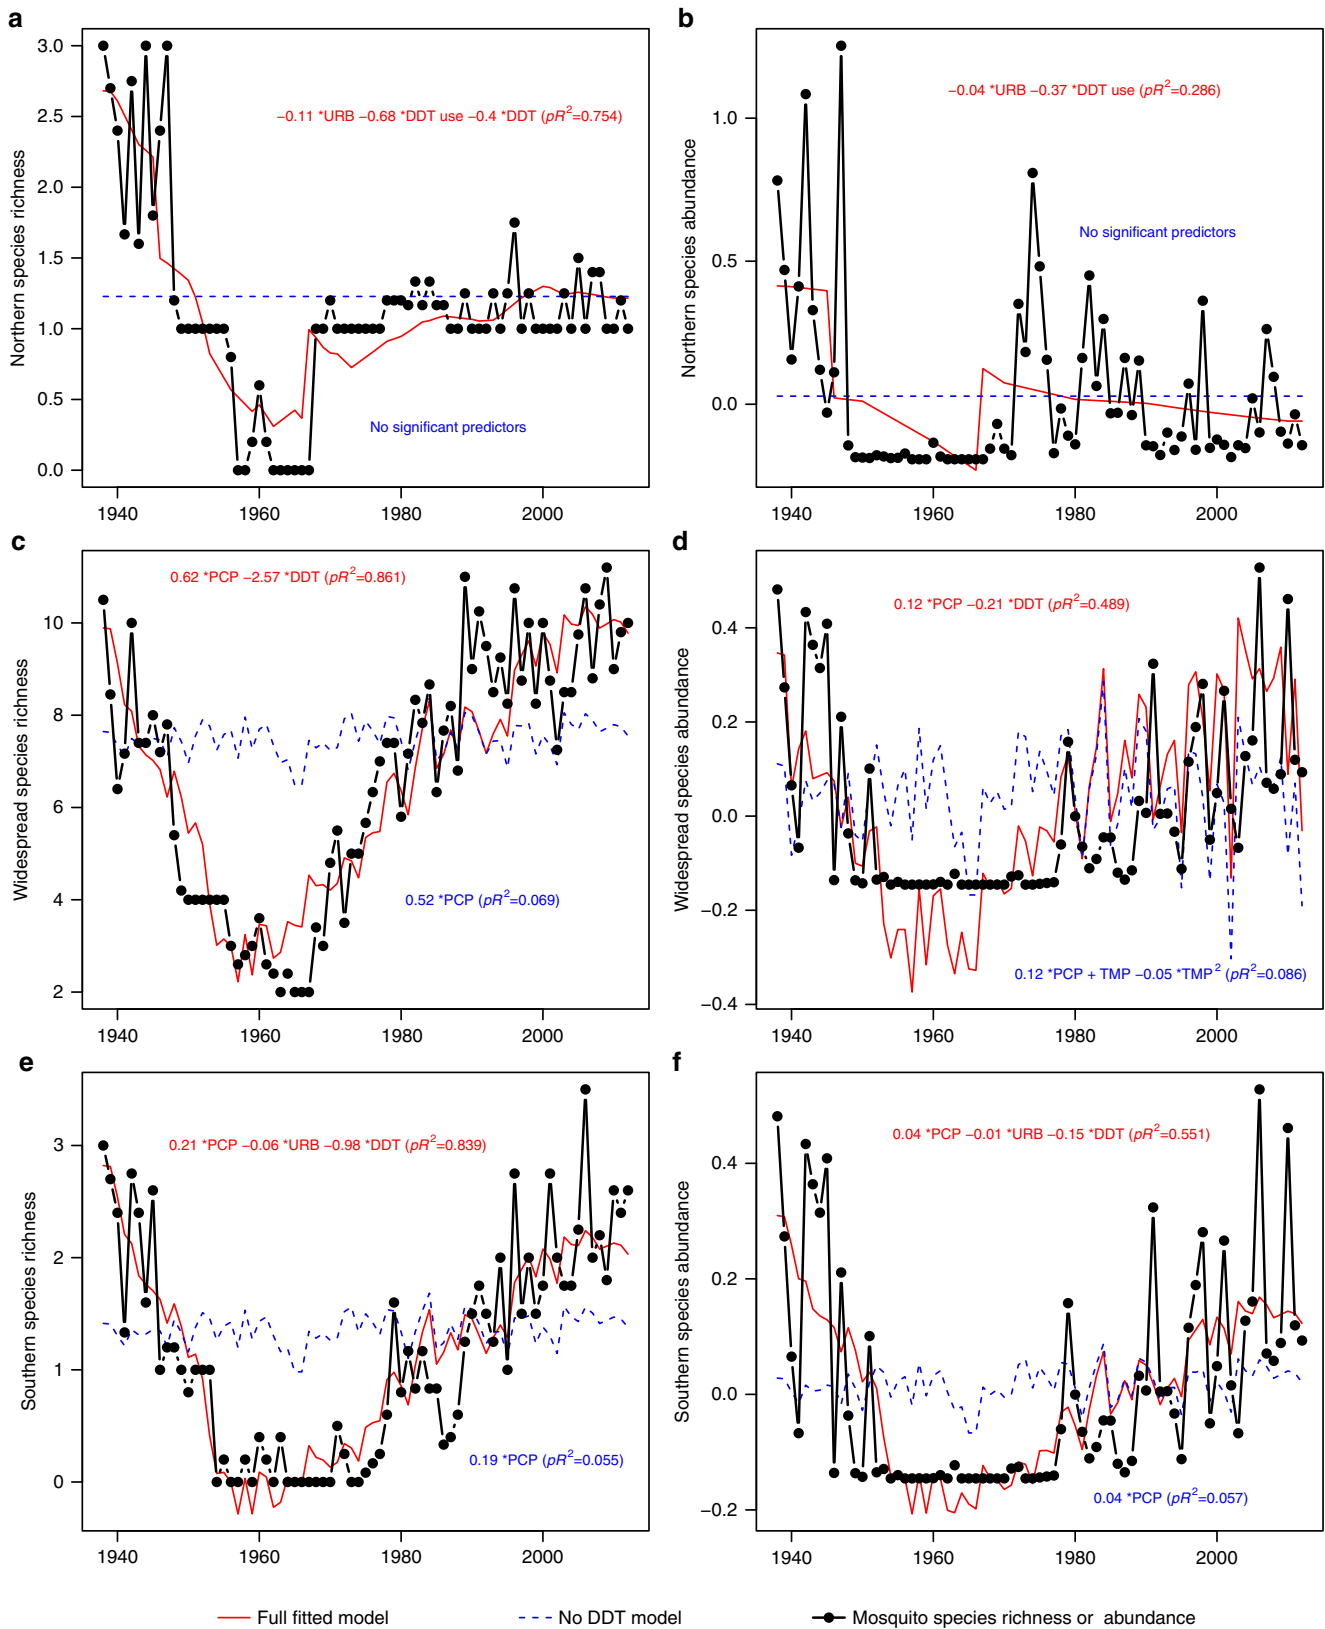 a
Northern species richness
3.0
2.5
2.0
1.5
1.0
0.5
0.0
−0.11 *URB −0.68 *DDT use −0.4 *DDT (pR²=0.754)
No significant predictors
1940 1960 1980 2000
b
Northern species abundance
1.0
0.5
0.0
−0.04 *URB −0.37 *DDT use (pR²=0.286)
No significant predictors
1940 1960 1980 2000
c
Widespread species richness
10
8
6
4
2
0.62 *PCP −2.57 *DDT (pR²=0.861)
0.52 *PCP (pR²=0.069)
1940 1960 1980 2000
d
Widespread species abundance
0.4
0.2
0.0
−0.2
−0.4
0.12 *PCP −0.21 *DDT (pR²=0.489)
0.12 *PCP + TMP −0.05 *TMP² (pR²=0.086)
1940 1960 1980 2000
e
Southern species richness
3
2
1
0
0.21 *PCP −0.06 *URB −0.98 *DDT (pR²=0.839)
0.19 *PCP (pR²=0.055)
1940 1960 1980 2000
f
Southern species abundance
0.4
0.2
0.0
−0.2
0.04 *PCP −0.01 *URB −0.15 *DDT (pR²=0.551)
0.04 *PCP (pR²=0.057)
1940 1960 1980 2000
Full fitted model
No DDT model
Mosquito species richness or abundance